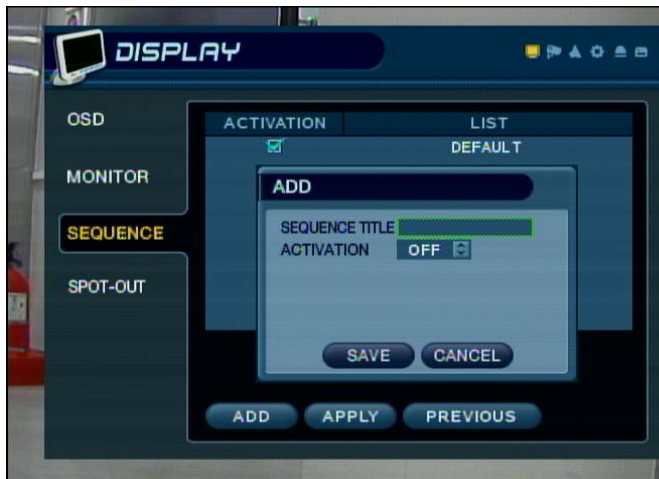 DISPLAY
OSD
MONITOR
SEQUENCE
SPOT-OUT
ACTIVATION LIST
DEFAULT
ADD
SEQUENCE TITLE
ACTIVATION OFF
SAVE CANCEL
ADD APPLY PREVIOUS